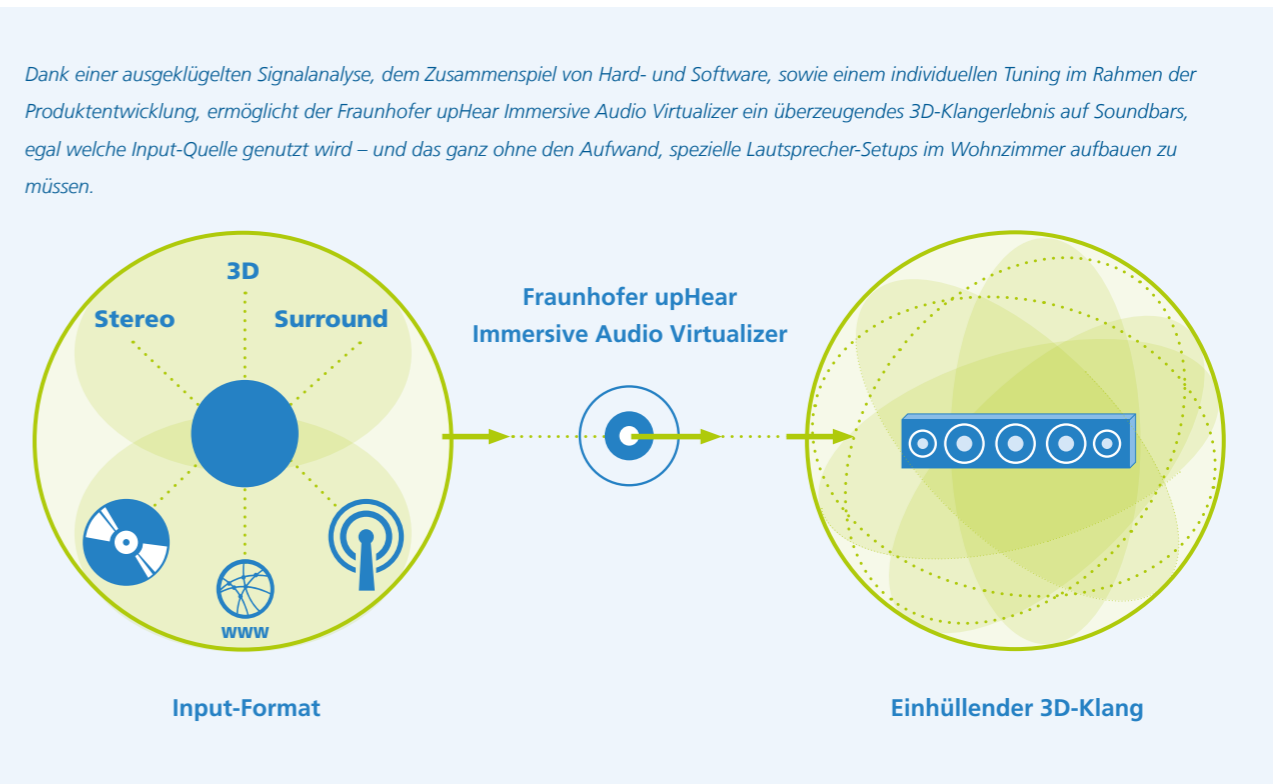 Dank einer ausgeklügelten Signalanalyse, dem Zusammenspiel von Hard- und Software, sowie einem individuellen Tuning im Rahmen der
Produktentwicklung, ermöglicht der Fraunhofer upHear Immersive Audio Virtualizer ein überzeugendes 3D-Klangerlebnis auf Soundbars,
egal welche Input-Quelle genutzt wird – und das ganz ohne den Aufwand, spezielle Lautsprecher-Setups im Wohnzimmer aufbauen zu
müssen.
3D
Stereo
Surround
www
Input-Format
Fraunhofer upHear
Immersive Audio Virtualizer
Einhüllender 3D-Klang